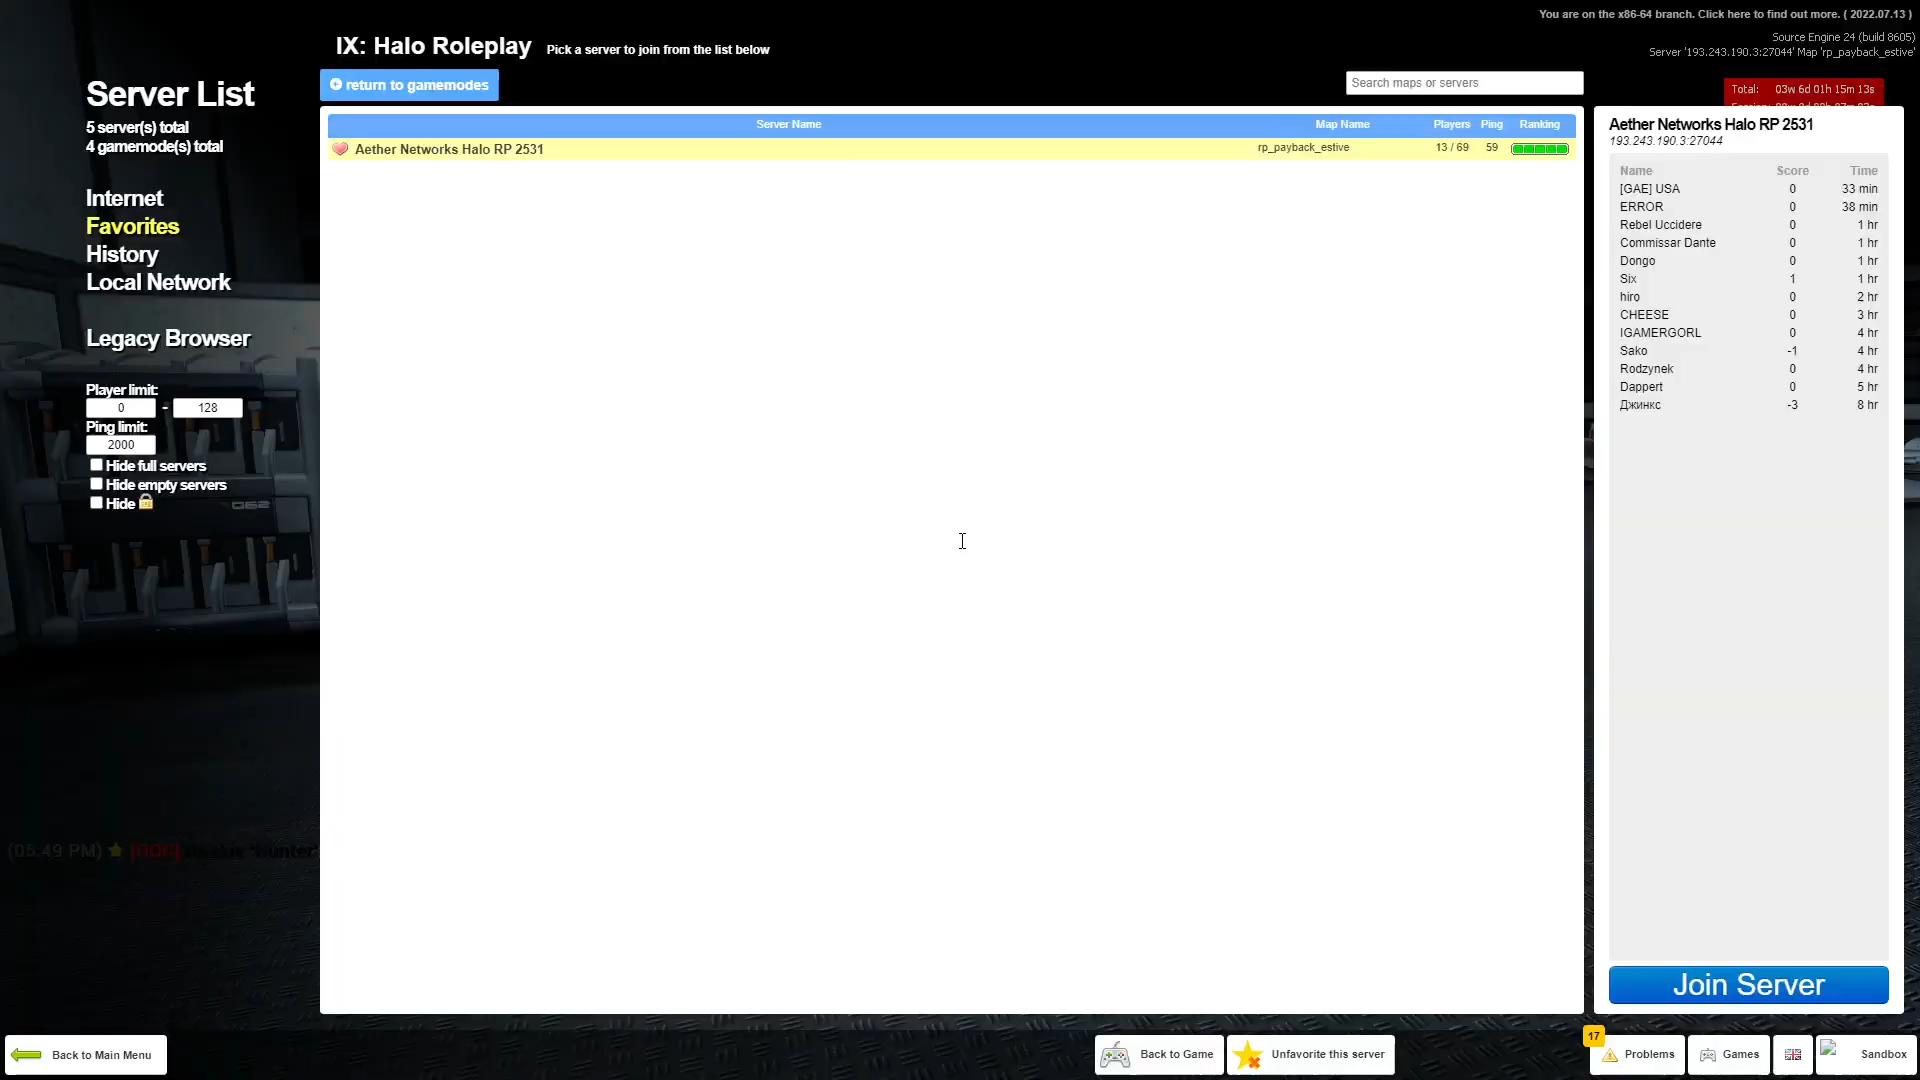 You are on the x86-64 branch. Click here to find out more. ( 2022.07.13 )
Source Engine 24 (build 8605)
Server '193.243.190.3:27044' Map 'rp_payback_estive'
IX: Halo Roleplay Pick a server to join from the list below
return to gamemodes
Search maps or servers
Total: 03w 6d 01h 15m 13s
Server List
5 server(s) total
4 gamemode(s) total
Internet
Favorites
History
Local Network
Legacy Browser
Player limit:
0 - 128
Ping limit:
2000
Hide full servers
Hide empty servers
Hide
Server Name Map Name Players Ping Ranking
Aether Networks Halo RP 2531 rp_payback_estive 13 / 69 59
Aether Networks Halo RP 2531
193.243.190.3:27044
Name Score Time
[GAE] USA 0 33 min
ERROR 0 38 min
Rebel Uccidere 0 1 hr
Commissar Dante 0 1 hr
Dongo 0 1 hr
Six 1 1 hr
hiro 0 2 hr
CHEESE 0 3 hr
IGAMERGORL 0 4 hr
Sako -1 4 hr
Rodzynek 0 4 hr
Dappert 0 5 hr
Джинкс -3 8 hr
Join Server
(05:49 PM)
Back to Main Menu
Back to Game
Unfavorite this server
17
Problems
Games
Sandbox